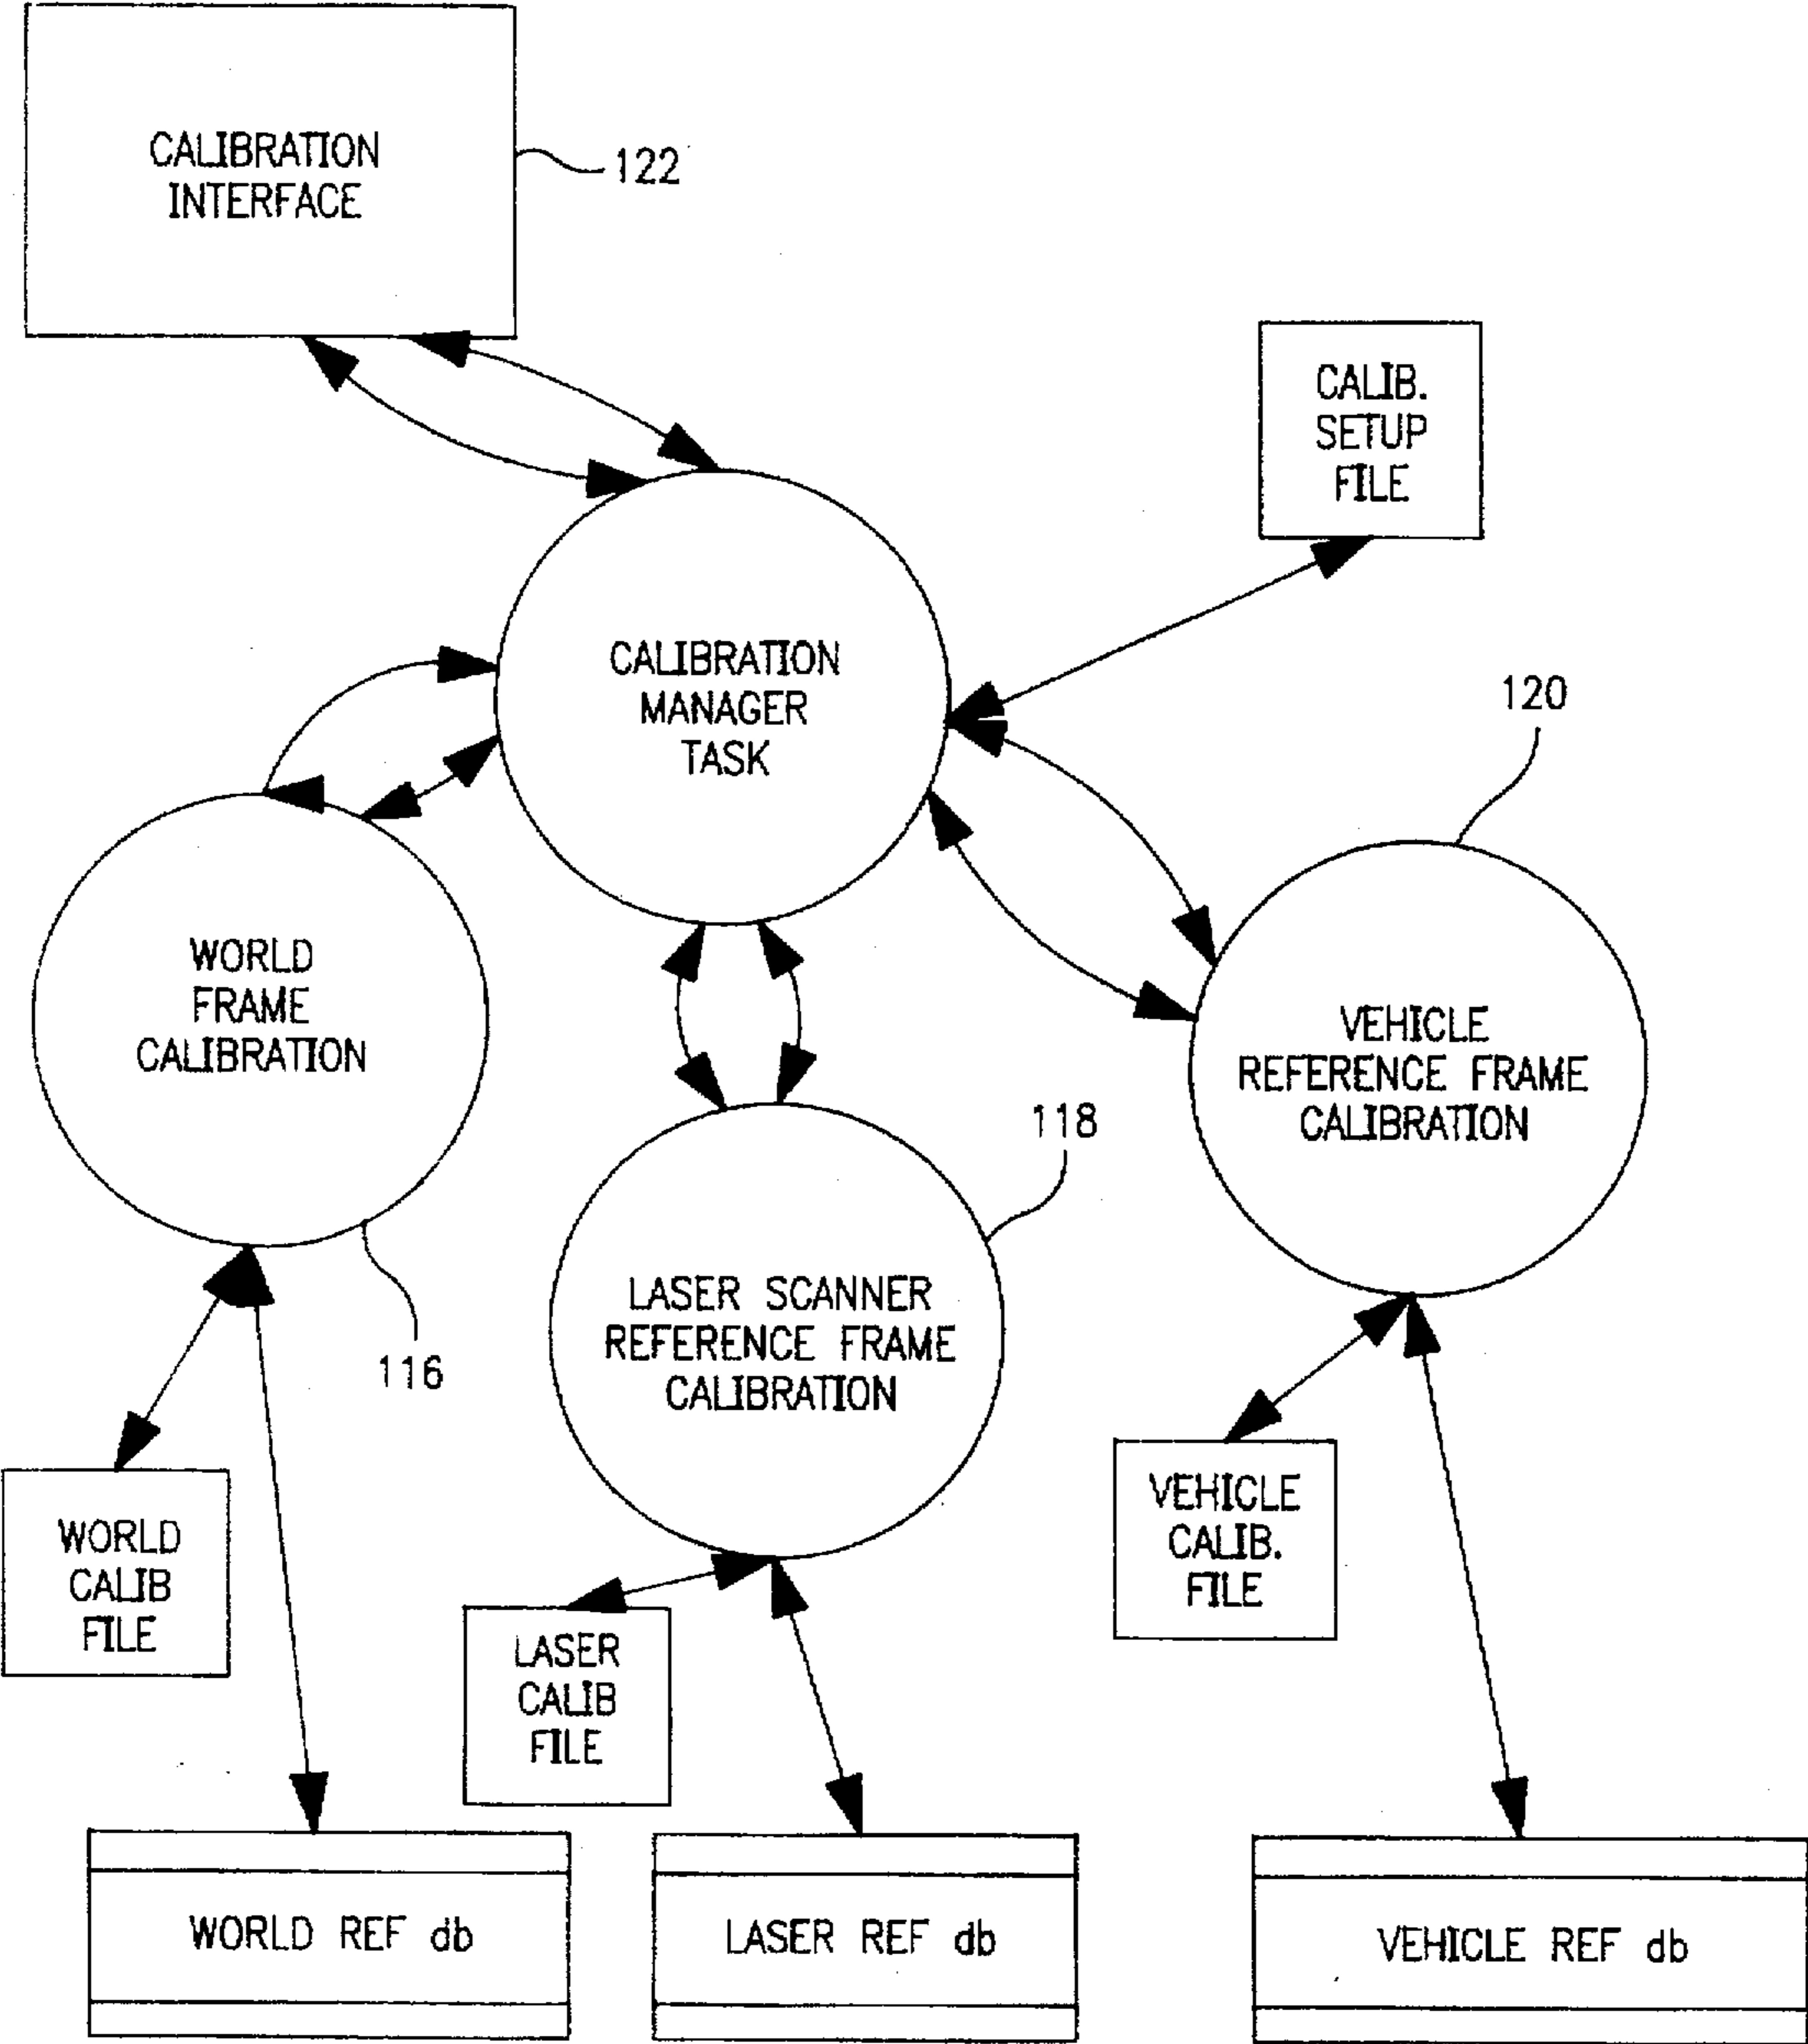 CALIBRATION
INTERFACE
122
CALIB.
SETUP
FILE
CALIBRATION
MANAGER
TASK
120
WORLD
FRAME
CALIBRATION
VEHICLE
REFERENCE FRAME
CALIBRATION
118
LASER SCANNER
REFERENCE FRAME
CALIBRATION
116
WORLD
CALIB
FILE
LASER
CALIB
FILE
VEHICLE
CALIB.
FILE
WORLD REF db
LASER REF db
VEHICLE REF db